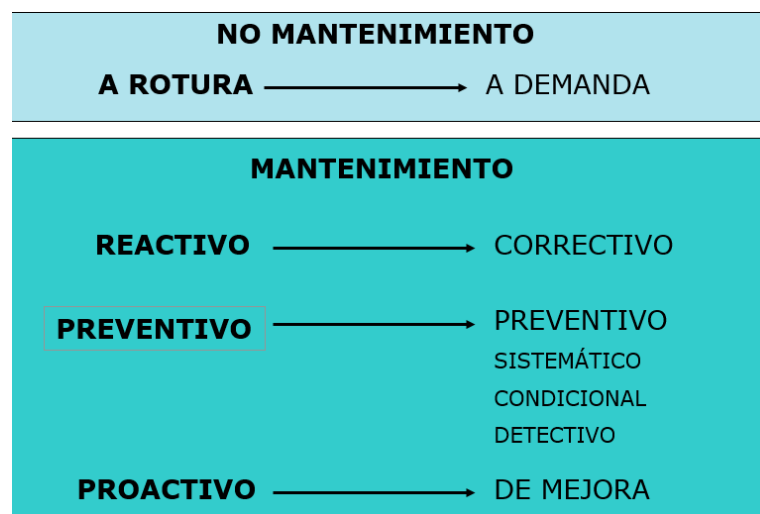 NO MANTENIMIENTO
A ROTURA A DEMANDA
MANTENIMIENTO
REACTIVO CORRECTIVO
PREVENTIVO PREVENTIVO
SISTEMÁTICO
CONDICIONAL
DETECTIVO
PROACTIVO DE MEJORA